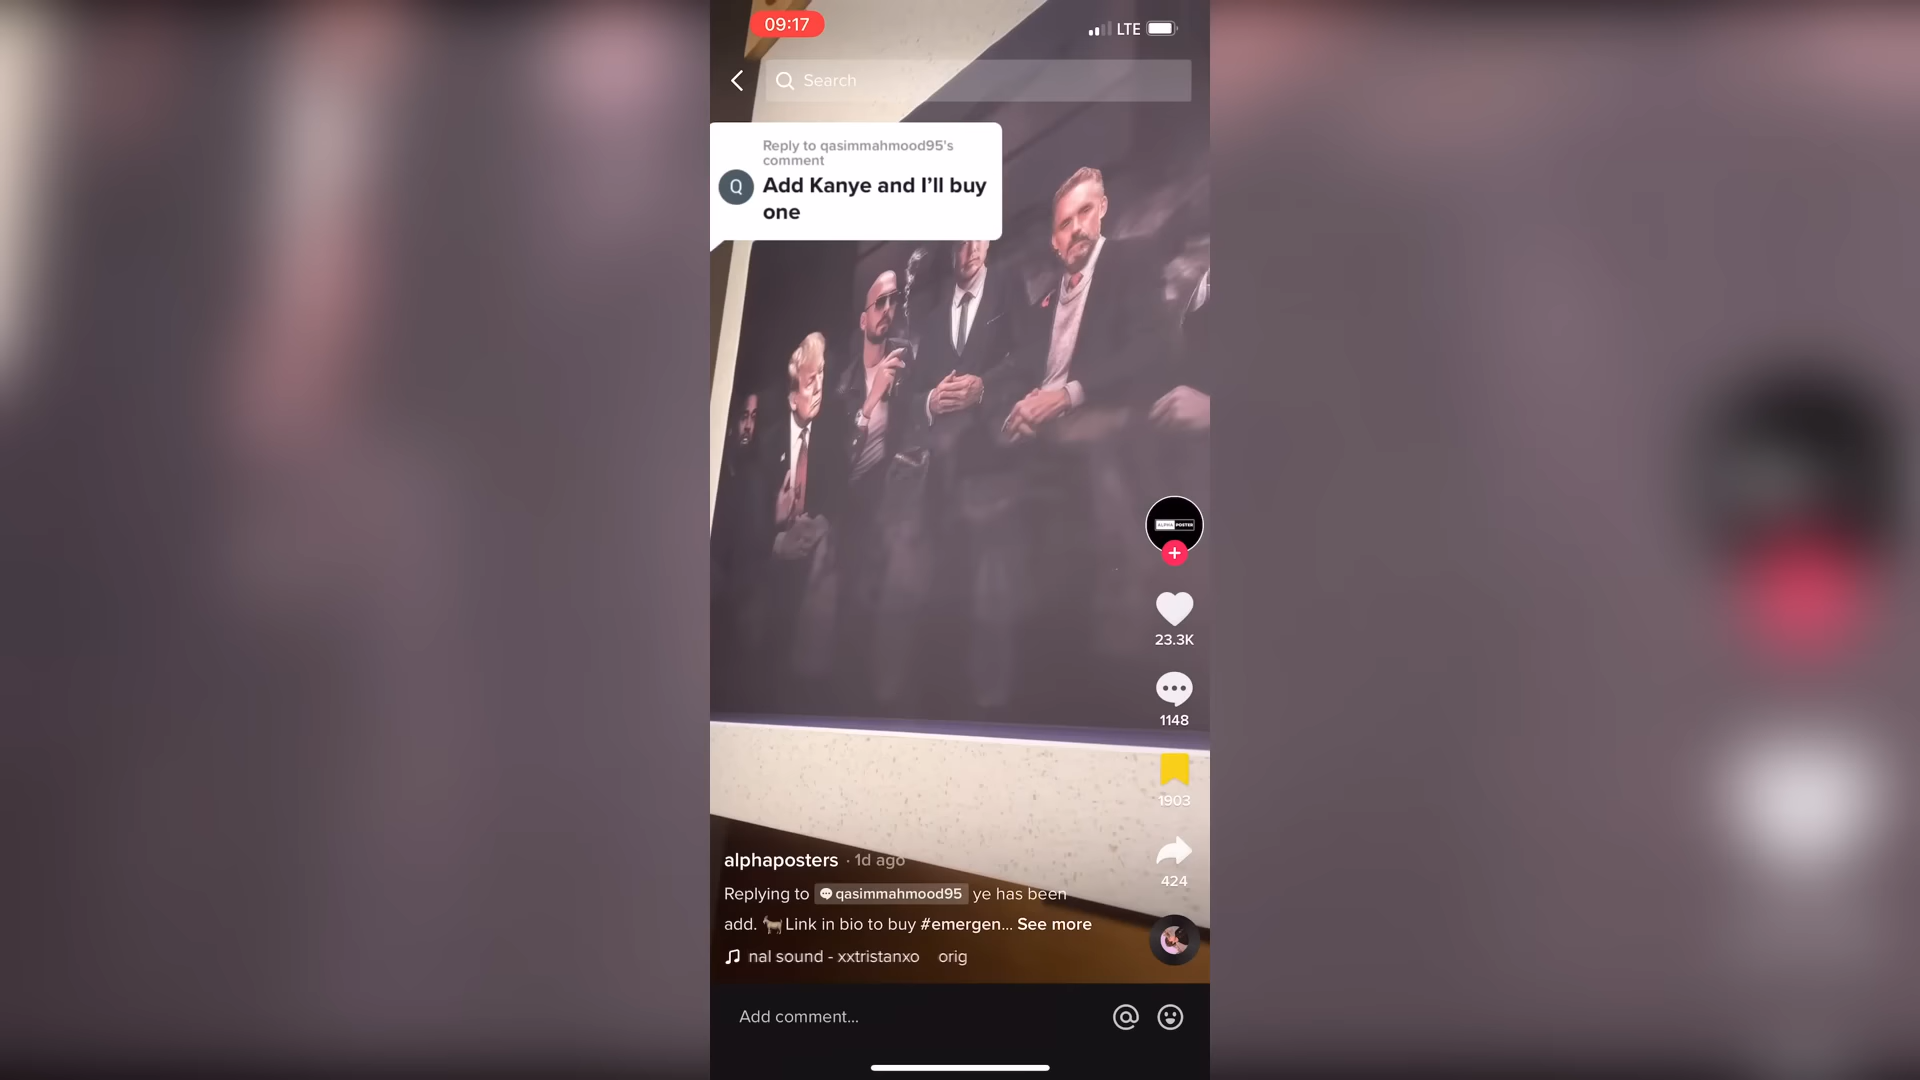 09:17
LTE
Search
Reply to qasimmahmood95's
comment
Q
Add Kanye and I'll buy
one
ALPHA POSTER
23.3K
1148
1903
424
alphaposters · 1d ago
Replying to qasimmahmood95 ye has been
add. 🐐Link in bio to buy #emergen... See more
nal sound - xxtristanxo orig
Add comment...